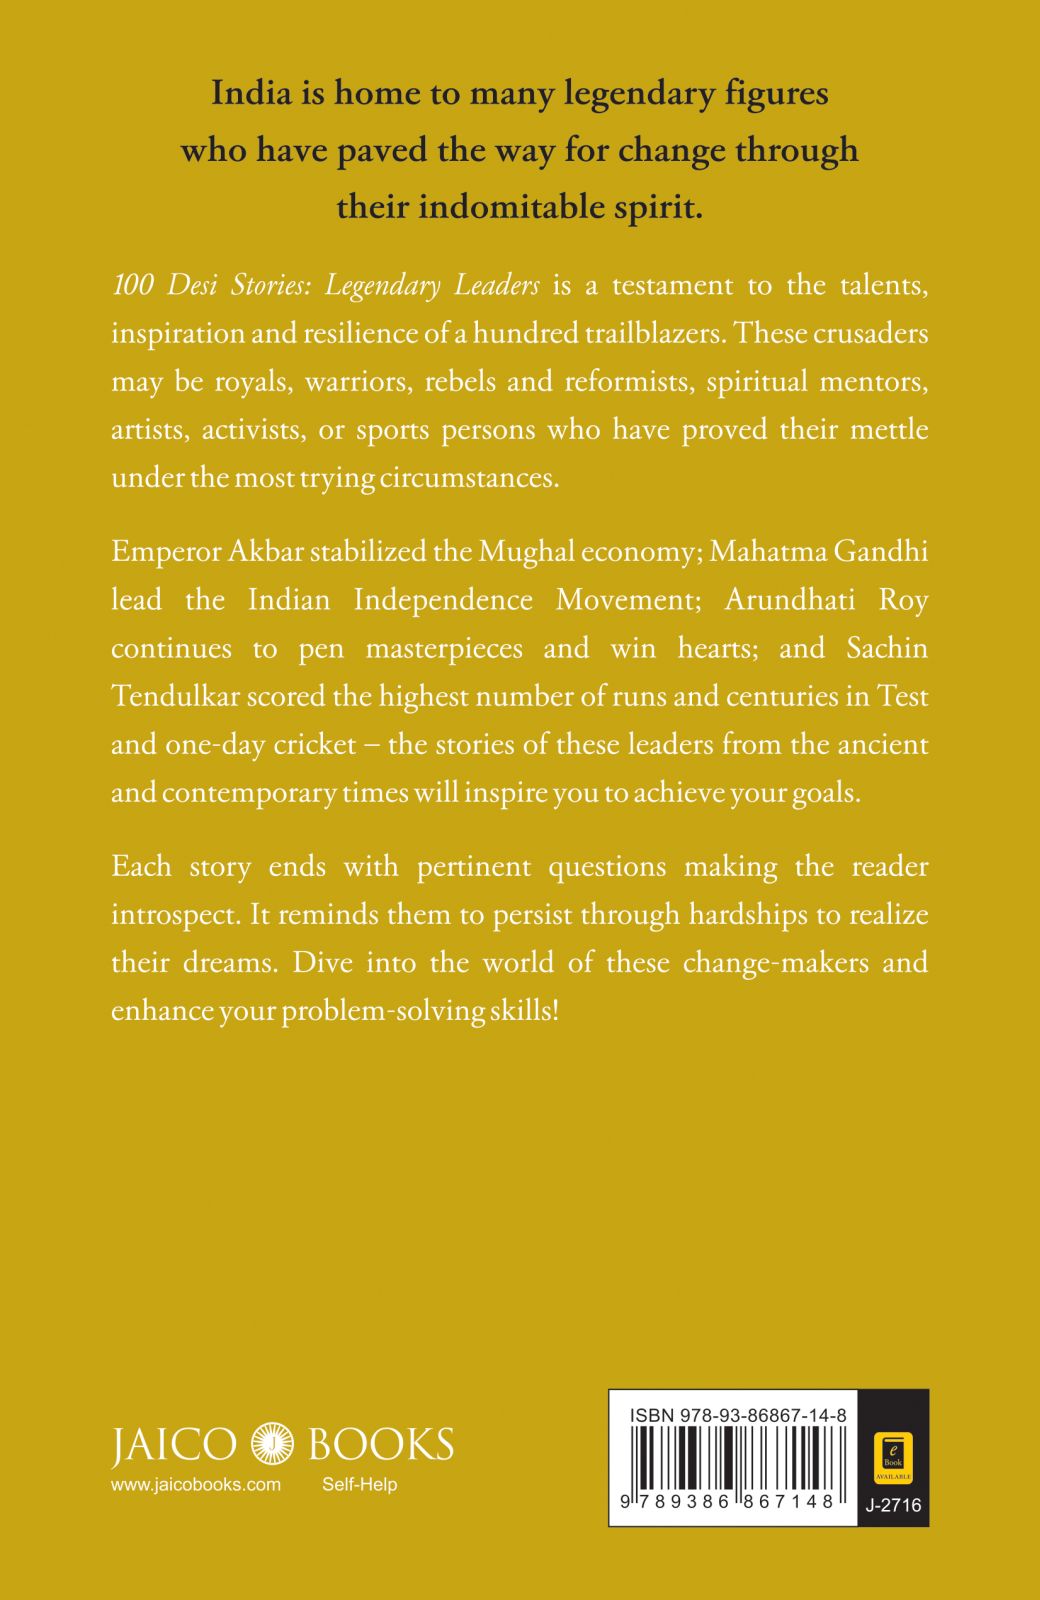 India is home to many legendary figures
who have paved the way for change through
their indomitable spirit.
100 Desi Stories: Legendary Leaders is a testament to the talents,
inspiration and resilience of a hundred trailblazers. These crusaders
may be royals, warriors, rebels and reformists, spiritual mentors,
artists, activists, or sports persons who have proved their mettle
under the most trying circumstances.
Emperor Akbar stabilized the Mughal economy; Mahatma Gandhi
lead the Indian Independence Movement; Arundhati Roy
continues to pen masterpieces and win hearts; and Sachin
Tendulkar scored the highest number of runs and centuries in Test
and one-day cricket – the stories of these leaders from the ancient
and contemporary times will inspire you to achieve your goals.
Each story ends with pertinent questions making the reader
introspect. It reminds them to persist through hardships to realize
their dreams. Dive into the world of these change-makers and
enhance your problem-solving skills!
JAICO J BOOKS
www.jaicobooks.com Self-Help
ISBN 978-93-86867-14-8
9 789386 867148
e
Book
AVAILABLE
J-2716